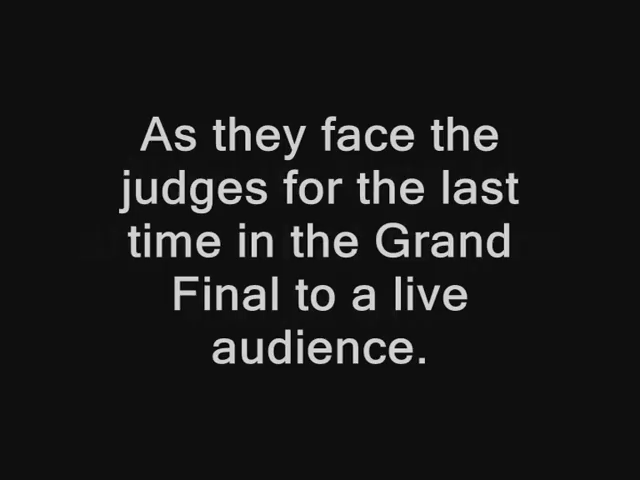 As they face the
judges for the last
time in the Grand
Final to a live
audience.